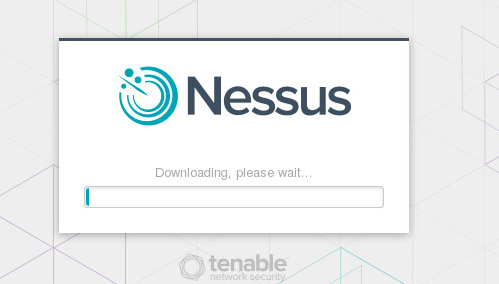 Nessus
Downloading, please wait...
tenable
network security